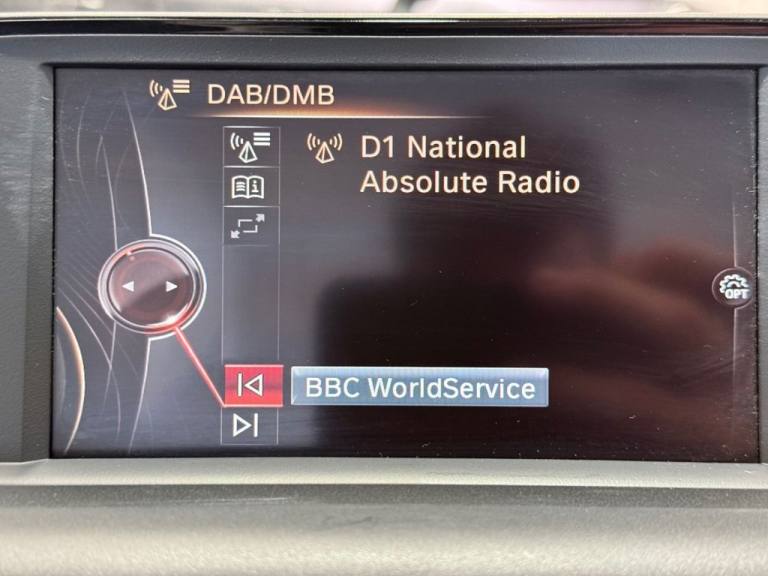 DAB/DMB
D1 National
Absolute Radio
OPT
BBC WorldService